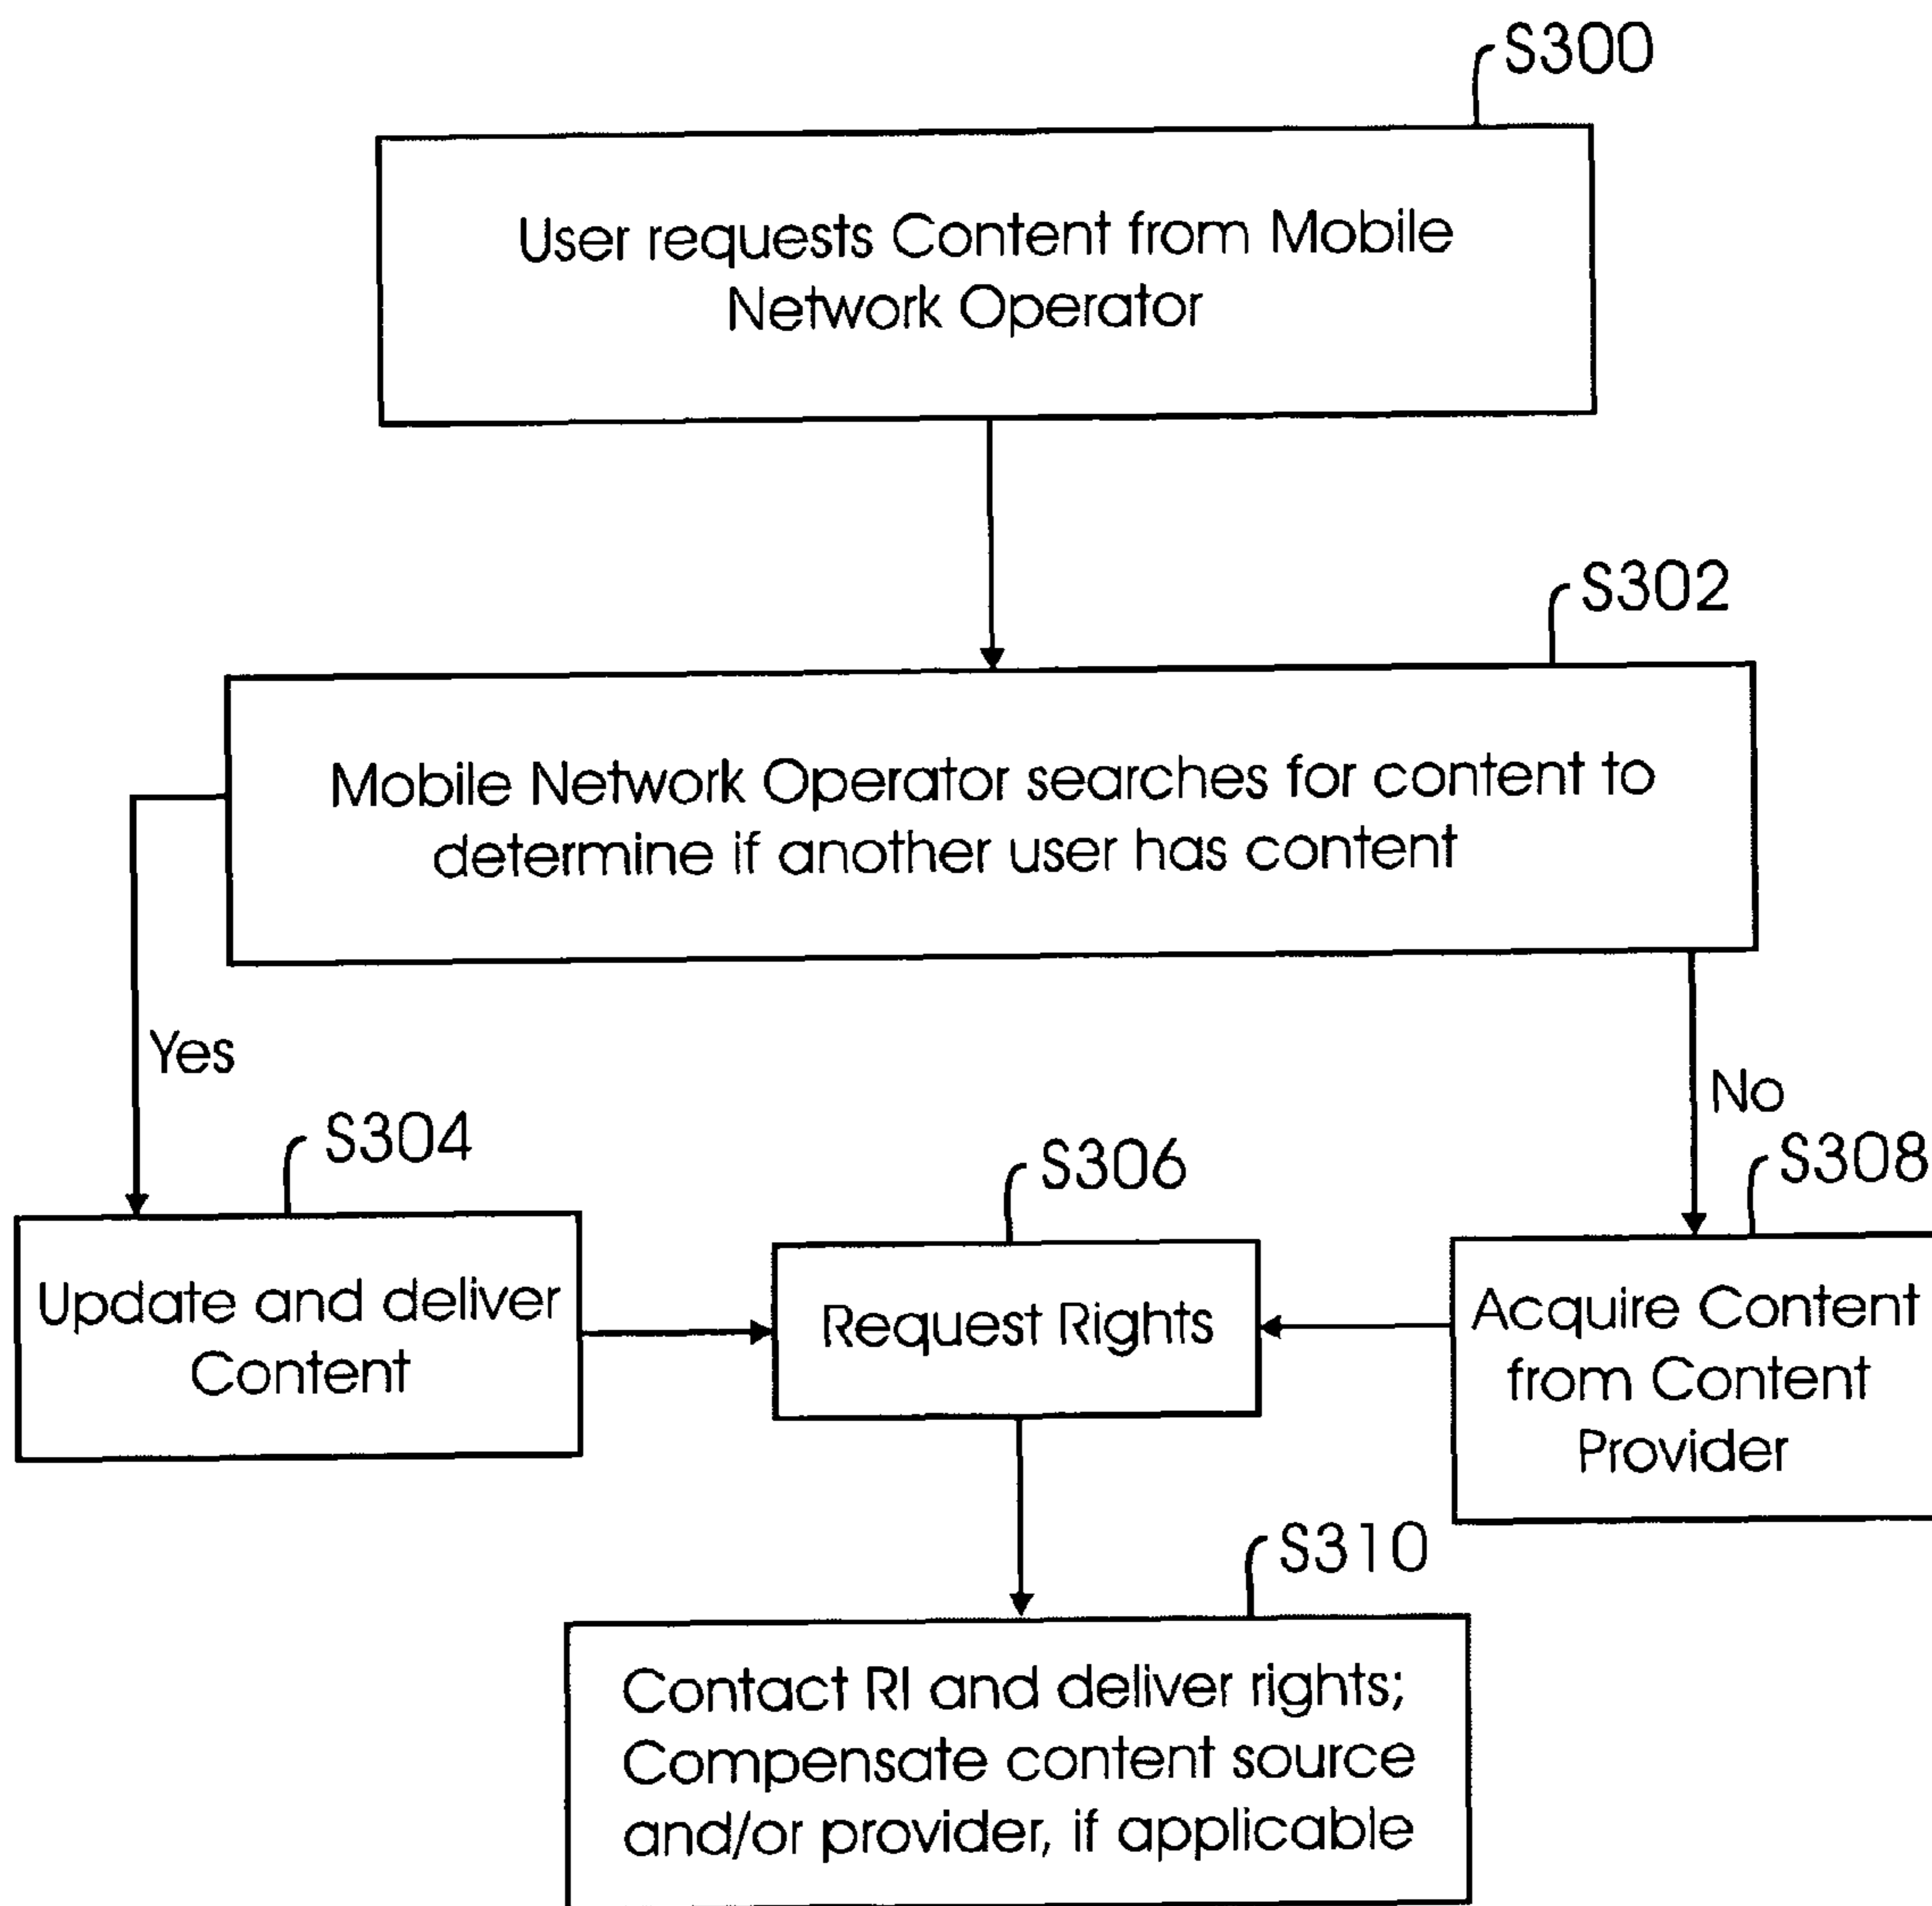 S300
User requests Content from Mobile
Network Operator
S302
Mobile Network Operator searches for content to
determine if another user has content
Yes
No
S304
Update and deliver
Content
S306
Request Rights
S308
Acquire Content
from Content
Provider
S310
Contact RI and deliver rights;
Compensate content source
and/or provider, if applicable